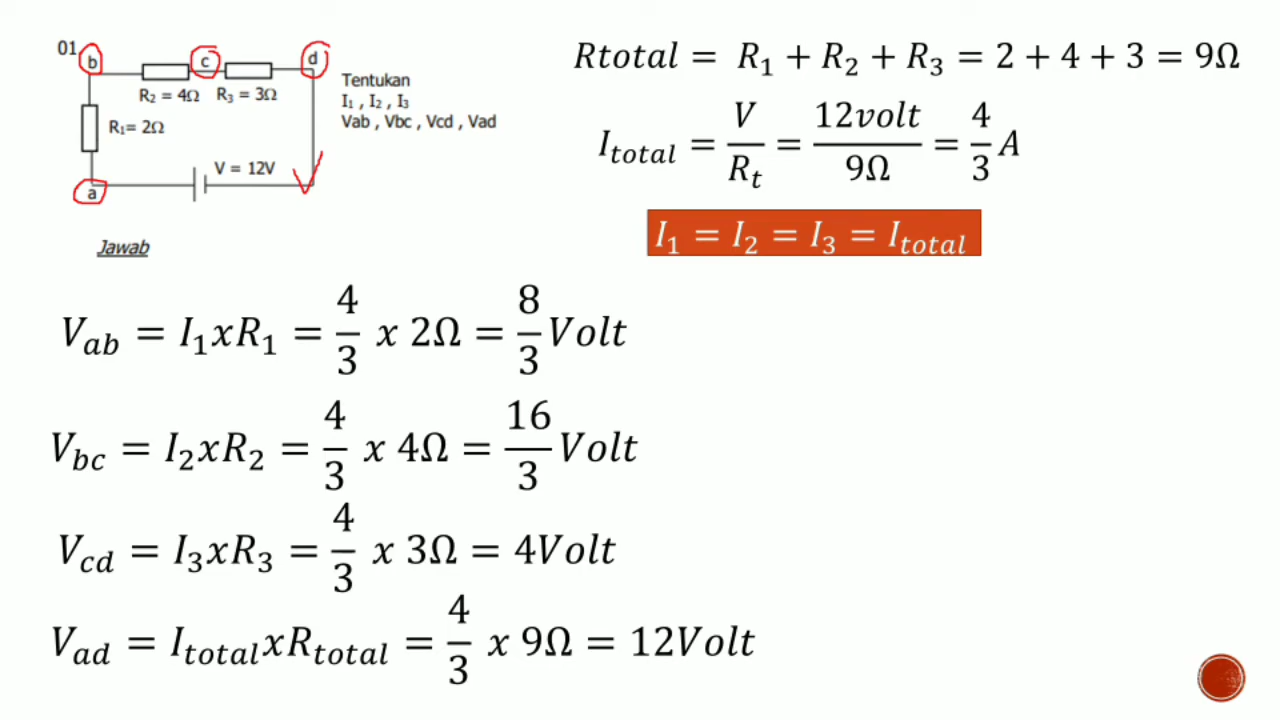 01.
b
c
d
R₂ = 4Ω
R₃ = 3Ω
R₁= 2Ω
V = 12V
a
Tentukan
I₁ , I₂ , I₃
Vab , Vbc , Vcd , Vad
Rtotal = R₁ + R₂ + R₃ = 2 + 4 + 3 = 9Ω
I_total = V/R_t = 12volt/9Ω = 4/3 A
I₁ = I₂ = I₃ = I_total
Jawab
V_ab = I₁xR₁ = 4/3 x 2Ω = 8/3 Volt
V_bc = I₂xR₂ = 4/3 x 4Ω = 16/3 Volt
V_cd = I₃xR₃ = 4/3 x 3Ω = 4Volt
V_ad = I_total xR_total = 4/3 x 9Ω = 12Volt